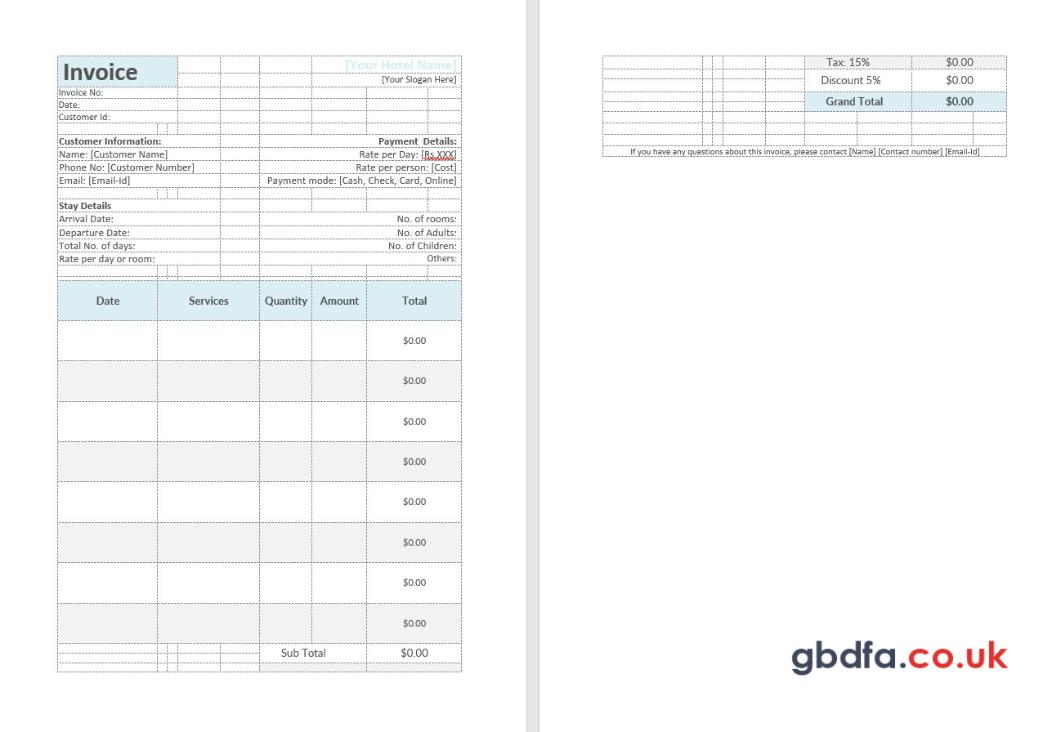 Invoice
[Your Hotel Name]
[Your Slogan Here]
Invoice No:
Date:
Customer Id:
Customer Information: Payment Details:
Name: [Customer Name] Rate per Day: [Rs XXX]
Phone No: [Customer Number] Rate per person: [Cost]
Email: [Email-Id] Payment mode: [Cash, Check, Card, Online]
Stay Details
Arrival Date: No. of rooms:
Departure Date: No. of Adults:
Total No. of days: No. of Children:
Rate per day or room: Others:
Date Services Quantity Amount Total
$0.00
$0.00
$0.00
$0.00
$0.00
$0.00
$0.00
$0.00
Sub Total $0.00
Tax: 15% $0.00
Discount 5% $0.00
Grand Total $0.00
If you have any questions about this invoice, please contact [Name] [Contact number] [Email-Id]
gbdfa.co.uk